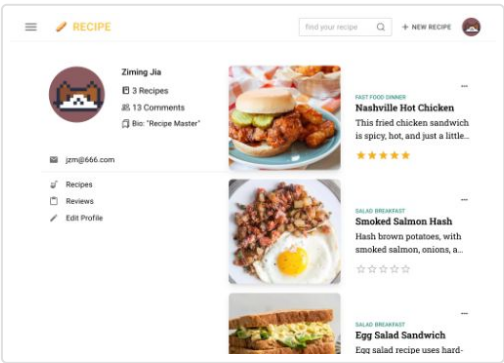 RECIPE
find your recipe
+ NEW RECIPE
Ziming Jia
3 Recipes
13 Comments
Bio: "Recipe Master"
jzm@666.com
Recipes
Reviews
Edit Profile
...
FAST FOOD DINNER
Nashville Hot Chicken
This fried chicken sandwich
is spicy, hot, and just a little...
...
SALAD BREAKFAST
Smoked Salmon Hash
Hash brown potatoes, with
smoked salmon, onions, a...
...
SALAD BREAKFAST
Egg Salad Sandwich
Egg salad recipe uses hard-